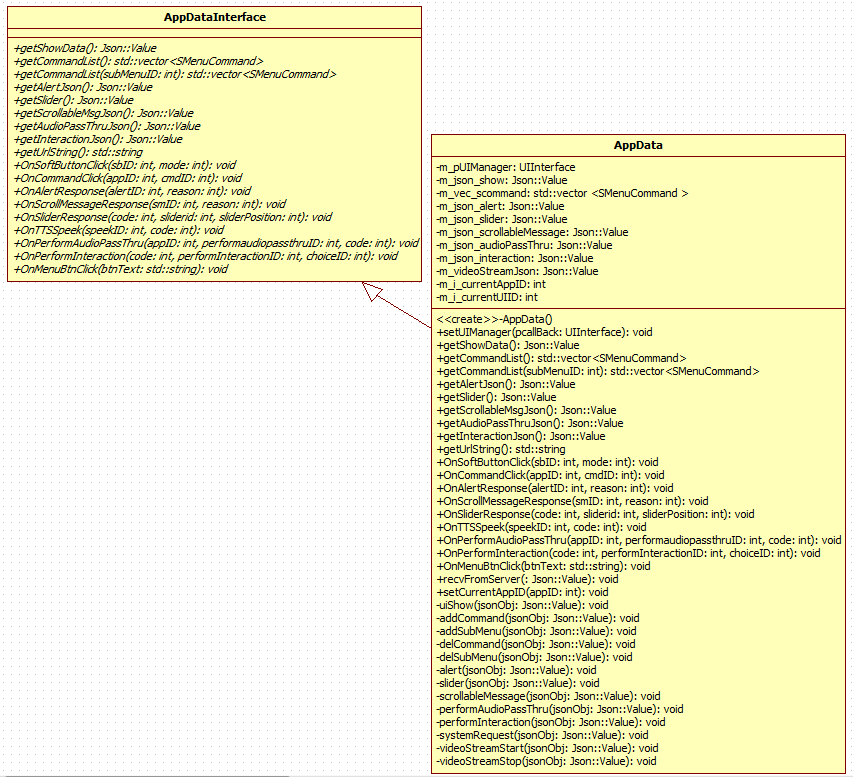 AppDataInterface
+getShowData(): Json::Value
+getCommandList(): std::vector<SMenuCommand>
+getCommandList(subMenuID: int): std::vector<SMenuCommand>
+getAlertJson(): Json::Value
+getSlider(): Json::Value
+getScrollableMsgJson(): Json::Value
+getAudioPassThruJson(): Json::Value
+getInteractionJson(): Json::Value
+getUrlString(): std::string
+OnSoftButtonClick(sbID: int, mode: int): void
+OnCommandClick(appID: int, cmdID: int): void
+OnAlertResponse(alertID: int, reason: int): void
+OnScrollMessageResponse(smID: int, reason: int): void
+OnSliderResponse(code: int, sliderid: int, sliderPosition: int): void
+OnTTSSpeek(speekID: int, code: int): void
+OnPerformAudioPassThru(appID: int, performaudiopassthruID: int, code: int): void
+OnPerformInteraction(code: int, performInteractionID: int, choiceID: int): void
+OnMenuBtnClick(btnText: std::string): void
AppData
-m_pUIManager: UIInterface
-m_json_show: Json::Value
-m_vec_scommand: std::vector <SMenuCommand >
-m_json_alert: Json::Value
-m_json_slider: Json::Value
-m_json_scrollableMessage: Json::Value
-m_json_audioPassThru: Json::Value
-m_json_interaction: Json::Value
-m_videoStreamJson: Json::Value
-m_i_currentAppID: int
-m_i_currentUIID: int
<<create>>-AppData()
+setUIManager(pcallBack: UIInterface): void
+getShowData(): Json::Value
+getCommandList(): std::vector<SMenuCommand>
+getCommandList(subMenuID: int): std::vector<SMenuCommand>
+getAlertJson(): Json::Value
+getSlider(): Json::Value
+getScrollableMsgJson(): Json::Value
+getAudioPassThruJson(): Json::Value
+getInteractionJson(): Json::Value
+getUrlString(): std::string
+OnSoftButtonClick(sbID: int, mode: int): void
+OnCommandClick(appID: int, cmdID: int): void
+OnAlertResponse(alertID: int, reason: int): void
+OnScrollMessageResponse(smID: int, reason: int): void
+OnSliderResponse(code: int, sliderid: int, sliderPosition: int): void
+OnTTSSpeek(speekID: int, code: int): void
+OnPerformAudioPassThru(appID: int, performaudiopassthruID: int, code: int): void
+OnPerformInteraction(code: int, performInteractionID: int, choiceID: int): void
+OnMenuBtnClick(btnText: std::string): void
+recvFromServer(: Json::Value): void
+setCurrentAppID(appID: int): void
-uiShow(jsonObj: Json::Value): void
-addCommand(jsonObj: Json::Value): void
-addSubMenu(jsonObj: Json::Value): void
-delCommand(jsonObj: Json::Value): void
-delSubMenu(jsonObj: Json::Value): void
-alert(jsonObj: Json::Value): void
-slider(jsonObj: Json::Value): void
-scrollableMessage(jsonObj: Json::Value): void
-performAudioPassThru(jsonObj: Json::Value): void
-performInteraction(jsonObj: Json::Value): void
-systemRequest(jsonObj: Json::Value): void
-videoStreamStart(jsonObj: Json::Value): void
-videoStreamStop(jsonObj: Json::Value): void